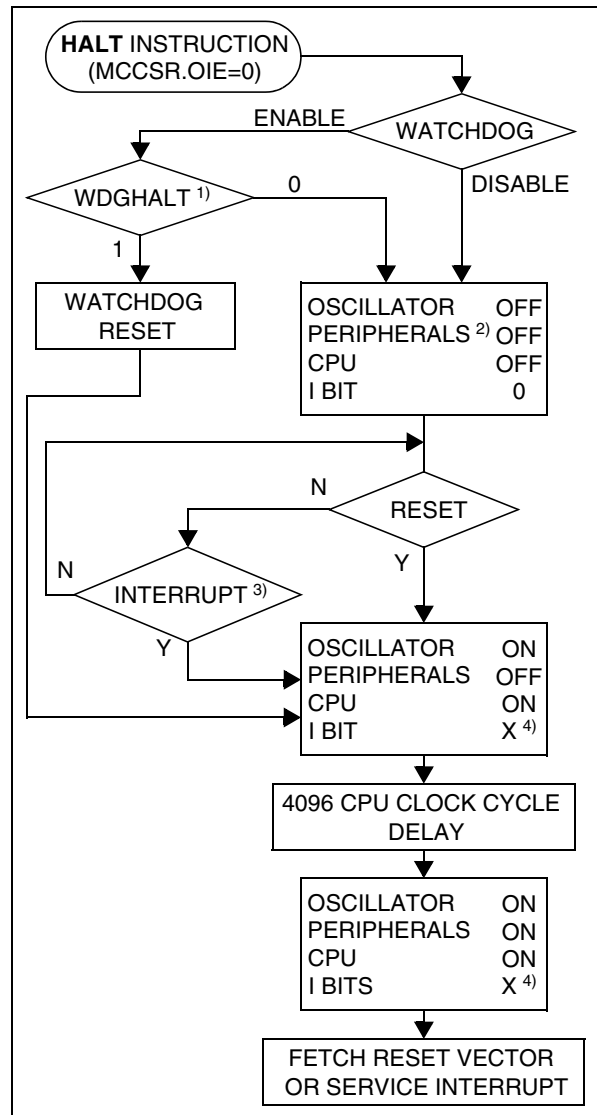 HALT INSTRUCTION
(MCCSR.OIE=0)
ENABLE
WATCHDOG
WDGHALT 1)
0
DISABLE
1
WATCHDOG
RESET
OSCILLATOR OFF
PERIPHERALS 2) OFF
CPU OFF
I BIT 0
N
RESET
N
INTERRUPT 3)
Y
Y
OSCILLATOR ON
PERIPHERALS OFF
CPU ON
I BIT X 4)
4096 CPU CLOCK CYCLE
DELAY
OSCILLATOR ON
PERIPHERALS ON
CPU ON
I BITS X 4)
FETCH RESET VECTOR
OR SERVICE INTERRUPT